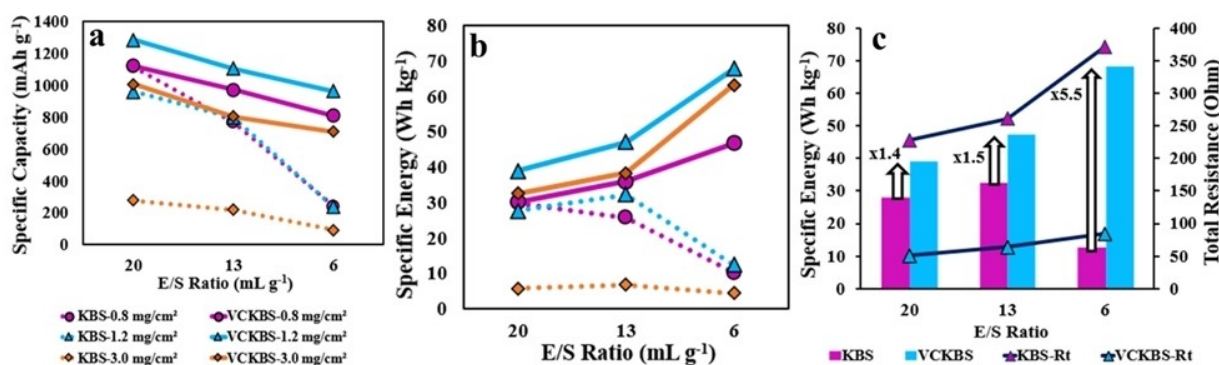 a
1400
1200
1000
800
600
400
200
0
Specific Capacity (mAh g⁻¹)
20 13 6
E/S Ratio (mL g⁻¹)
KBS-0.8 mg/cm² VCKBS-0.8 mg/cm²
KBS-1.2 mg/cm² VCKBS-1.2 mg/cm²
KBS-3.0 mg/cm² VCKBS-3.0 mg/cm²
b
80
70
60
50
40
30
20
10
0
Specific Energy (Wh kg⁻¹)
20 13 6
E/S Ratio (mL g⁻¹)
c
80
70
60
50
40
30
20
10
0
Specific Energy (Wh kg⁻¹)
x1.4
x1.5
x5.5
400
350
300
250
200
150
100
50
0
Total Resistance (Ohm)
20 13 6
E/S Ratio (mL g⁻¹)
KBS VCKBS KBS-Rt VCKBS-Rt